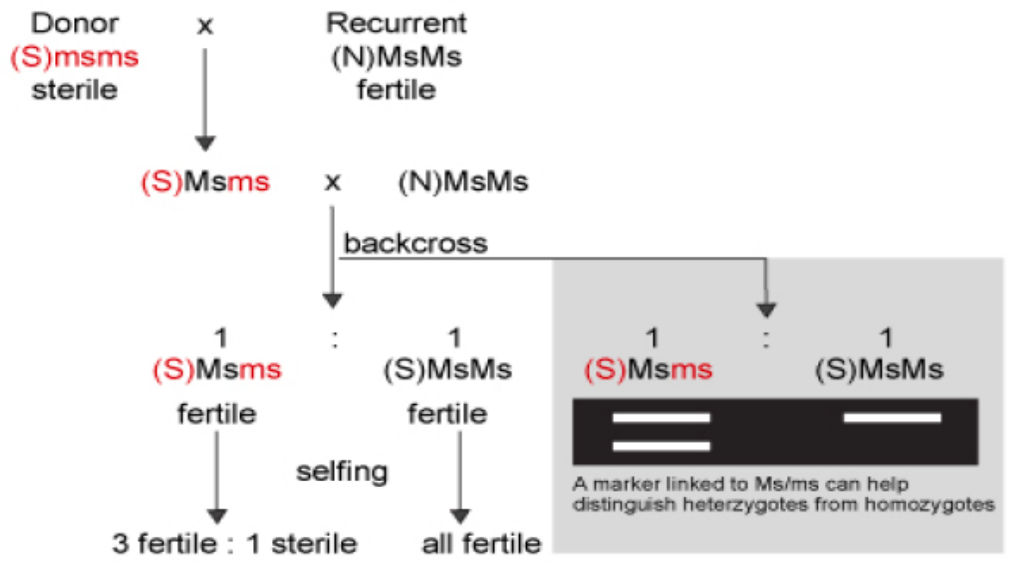 Donor x Recurrent
(S)msms (N)MsMs
sterile fertile
(S)Msms x (N)MsMs
backcross
1 : 1 1 : 1
(S)Msms (S)MsMs (S)Msms (S)MsMs
fertile fertile
selfing
A marker linked to Ms/ms can help
distinguish heterzygotes from homozygotes
3 fertile : 1 sterile all fertile